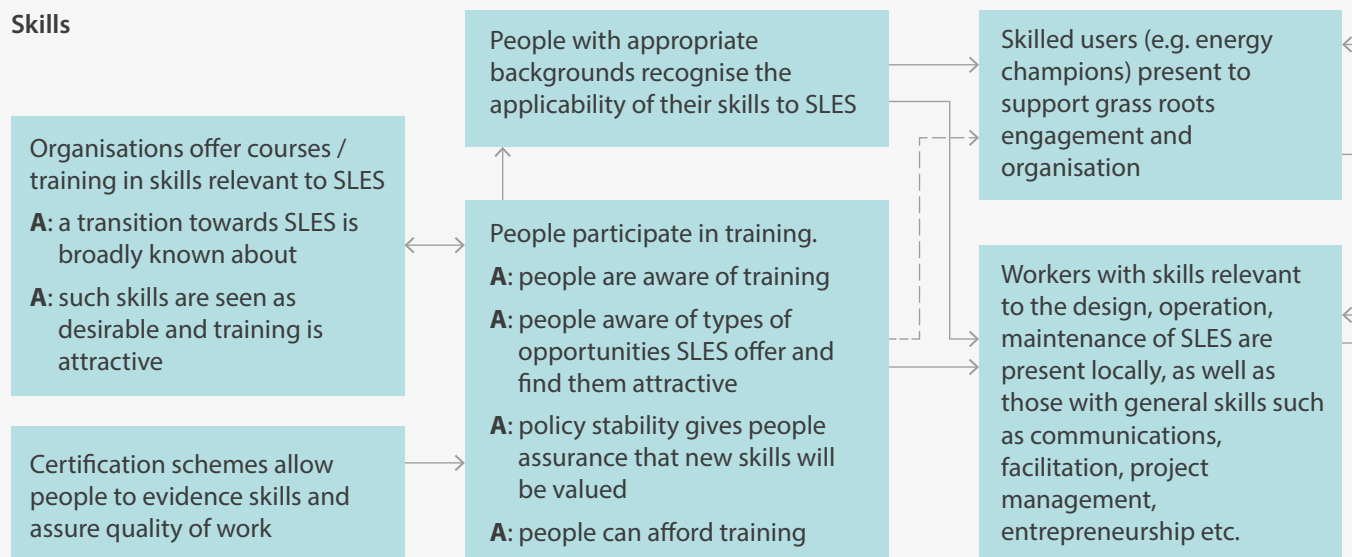 Skills
Organisations offer courses /
training in skills relevant to SLES
A: a transition towards SLES is
broadly known about
A: such skills are seen as
desirable and training is
attractive
Certification schemes allow
people to evidence skills and
assure quality of work
People with appropriate
backgrounds recognise the
applicability of their skills to SLES
People participate in training.
A: people are aware of training
A: people aware of types of
opportunities SLES offer and
find them attractive
A: policy stability gives people
assurance that new skills will
be valued
A: people can afford training
Skilled users (e.g. energy
champions) present to
support grass roots
engagement and
organisation
Workers with skills relevant
to the design, operation,
maintenance of SLES are
present locally, as well as
those with general skills such
as communications,
facilitation, project
management,
entrepreneurship etc.